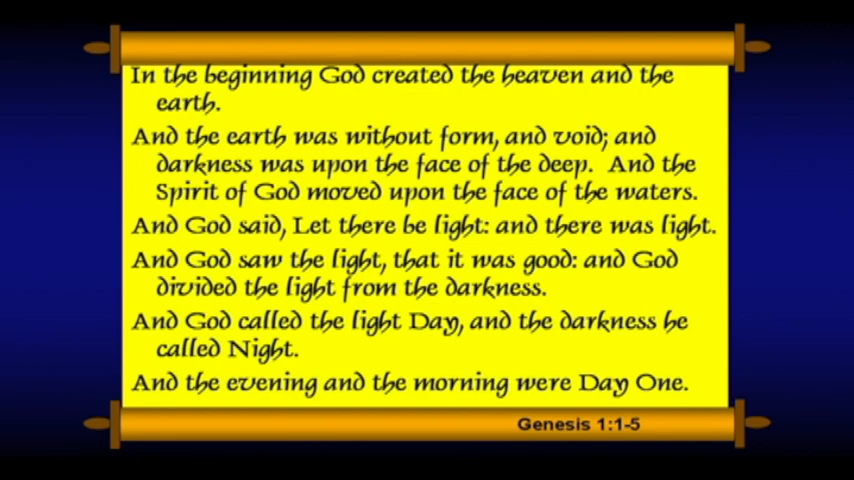 In the beginning God created the heaven and the
earth.
And the earth was without form, and void; and
darkness was upon the face of the deep. And the
Spirit of God moved upon the face of the waters.
And God said, Let there be light: and there was light.
And God saw the light, that it was good: and God
divided the light from the darkness.
And God called the light Day, and the darkness he
called Night.
And the evening and the morning were Day One.
Genesis 1:1-5